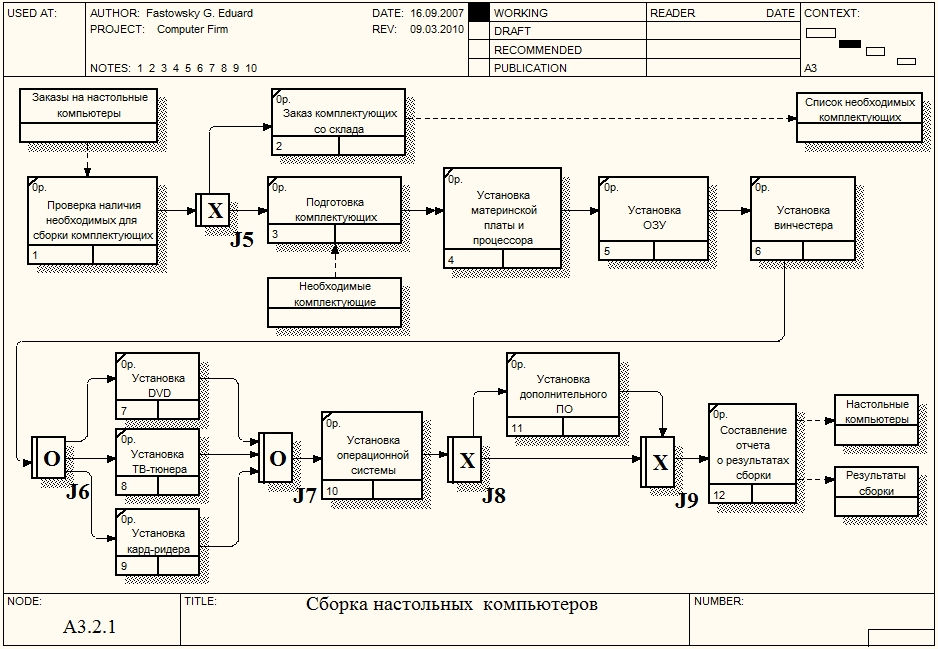 USED AT:
AUTHOR: Fastowsky G. Eduard
DATE: 16.09.2007
PROJECT: Computer Firm
REV: 09.03.2010
NOTES: 1 2 3 4 5 6 7 8 9 10
WORKING
DRAFT
RECOMMENDED
PUBLICATION
READER
DATE
CONTEXT:
A3
Заказы на настольные
компьютеры
0р.
Заказ комплектующих
со склада
2
Список необходимых
комплектующих
0р.
Проверка наличия
необходимых для
сборки комплектующих
1
X
J5
0р.
Подготовка
комплектующих
3
0р.
Установка
материнской
платы и
процессора
4
0р.
Установка
ОЗУ
5
0р.
Установка
винчестера
6
Необходимые
комплектующие
O
J6
0р.
Установка
DVD
7
0р.
Установка
ТВ-тюнера
8
0р.
Установка
кард-ридера
9
O
J7
0р.
Установка
операционной
системы
10
X
J8
0р.
Установка
дополнительного
ПО
11
X
J9
0р.
Составление
отчета
о результатах
сборки
12
Настольные
компьютеры
Результаты
сборки
NODE:
A3.2.1
TITLE:
Сборка настольных компьютеров
NUMBER: